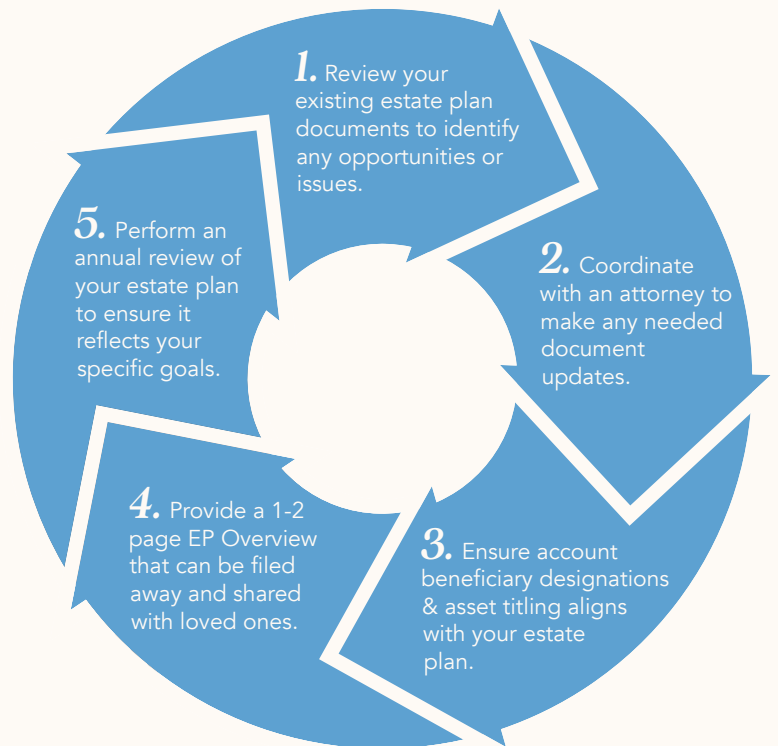 1. Review your
existing estate plan
documents to identify
any opportunities or
issues.
2. Coordinate
with an attorney to
make any needed
document
updates.
3. Ensure account
beneficiary designations
& asset titling aligns
with your estate
plan.
4. Provide a 1-2
page EP Overview
that can be filed
away and shared
with loved ones.
5. Perform an
annual review of
your estate plan
to ensure it
reflects your
specific goals.